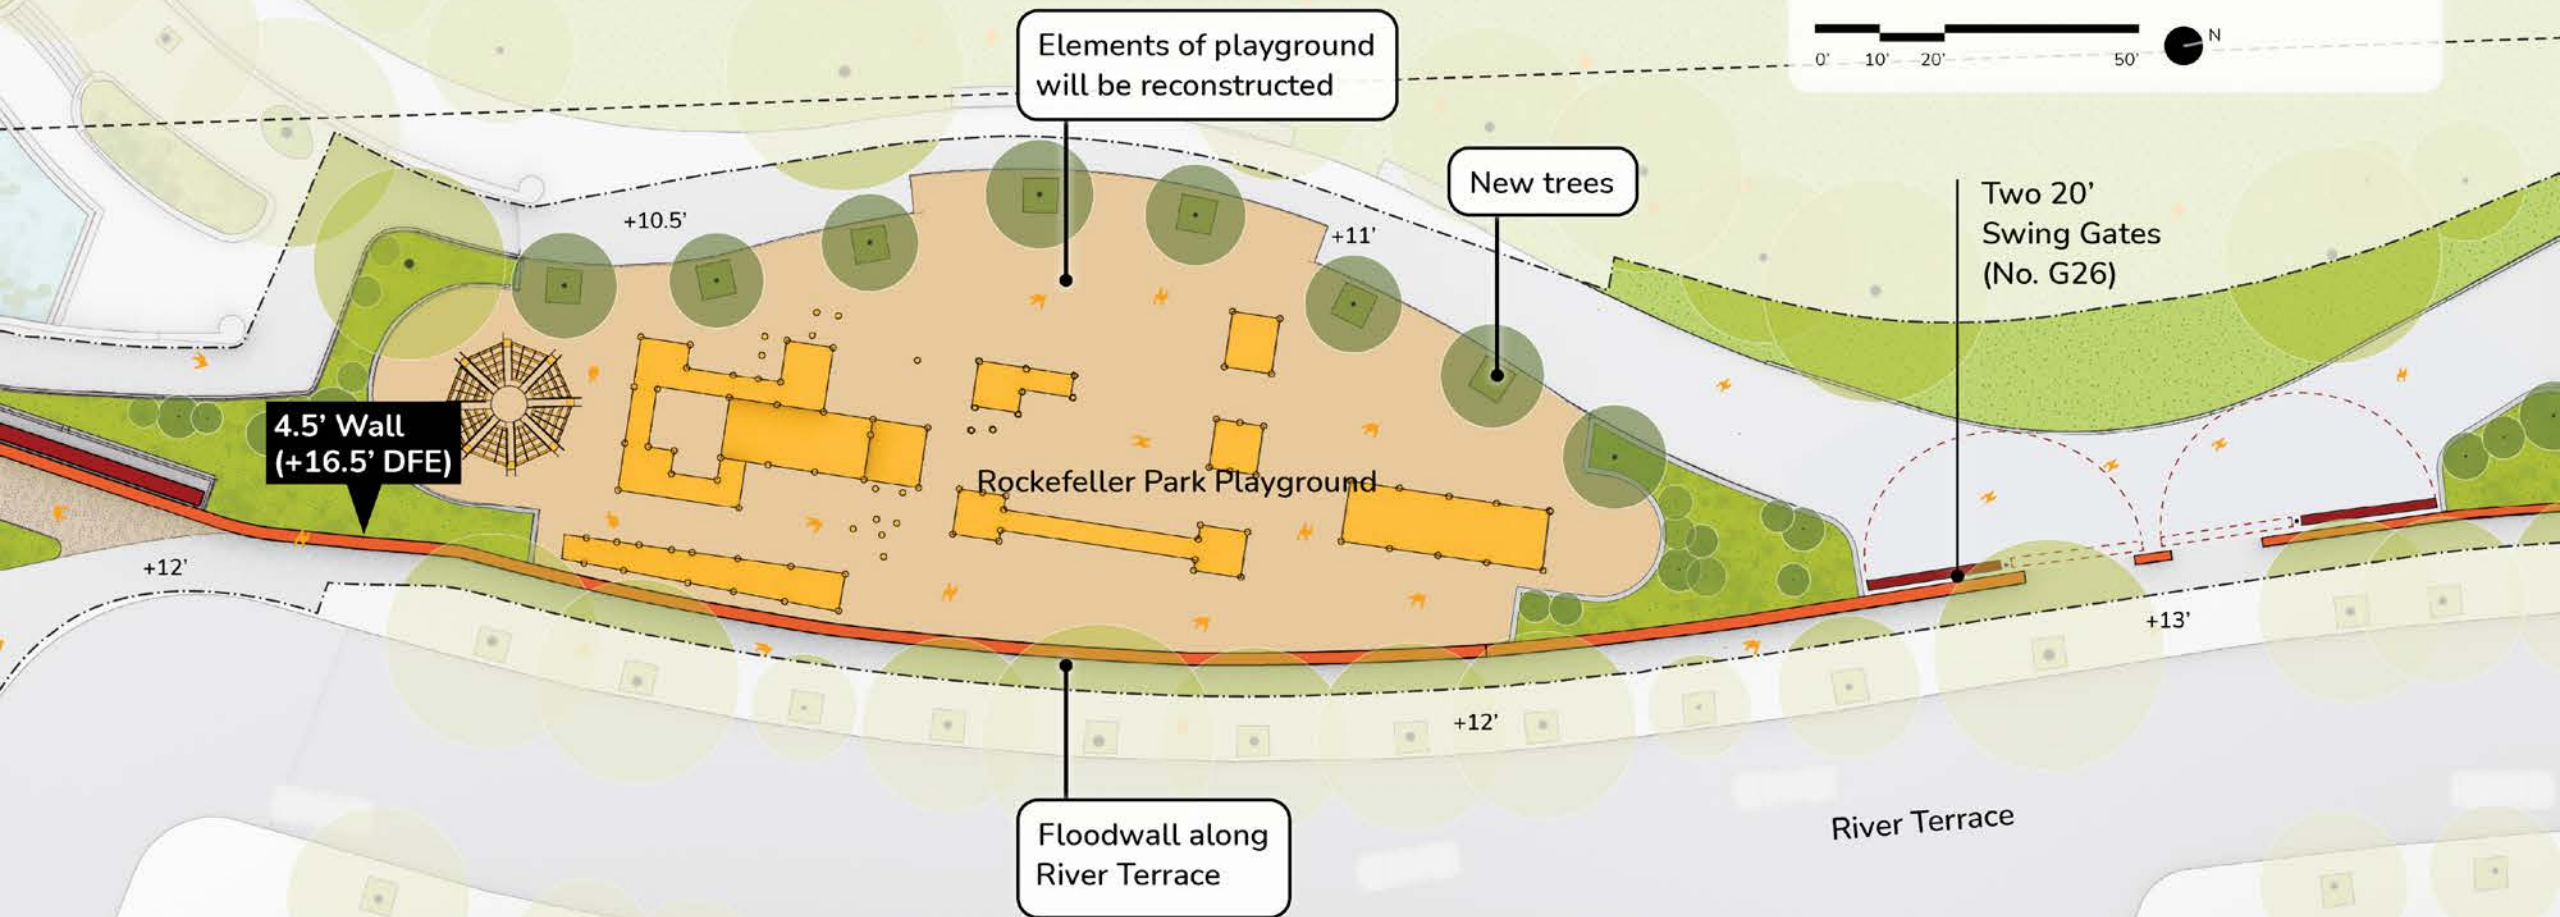 Elements of playground
will be reconstructed
0' 10' 20' 50'
N
New trees
Two 20’
Swing Gates
(No. G26)
+10.5’
+11’
4.5’ Wall
(+16.5’ DFE)
Rockefeller Park Playground
+12’
+13’
+12’
Floodwall along
River Terrace
River Terrace